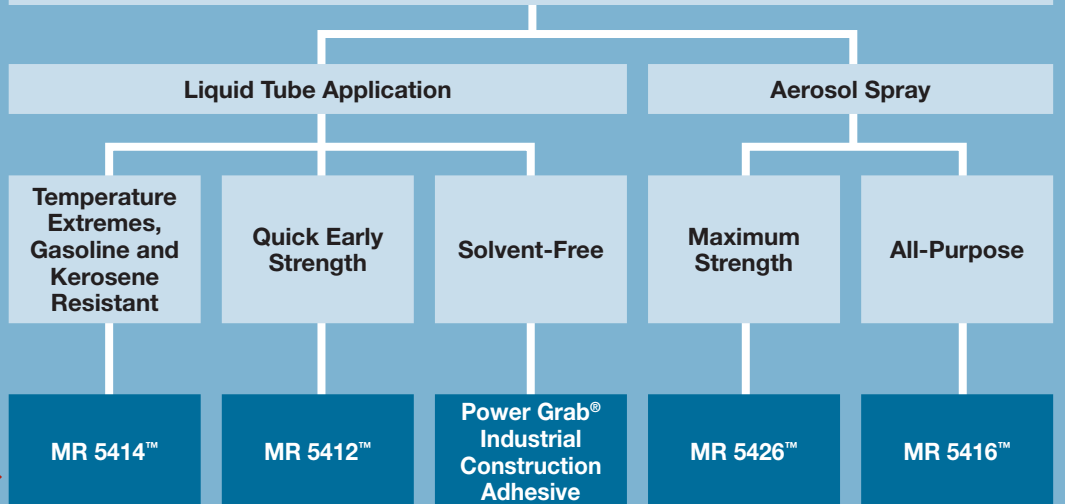 Liquid Tube Application
Aerosol Spray
Temperature
Extremes,
Gasoline and
Kerosene
Resistant
Quick Early
Strength
Solvent-Free
Maximum
Strength
All-Purpose
MR 5414™
MR 5412™
Power Grab®
Industrial
Construction
Adhesive
MR 5426™
MR 5416™